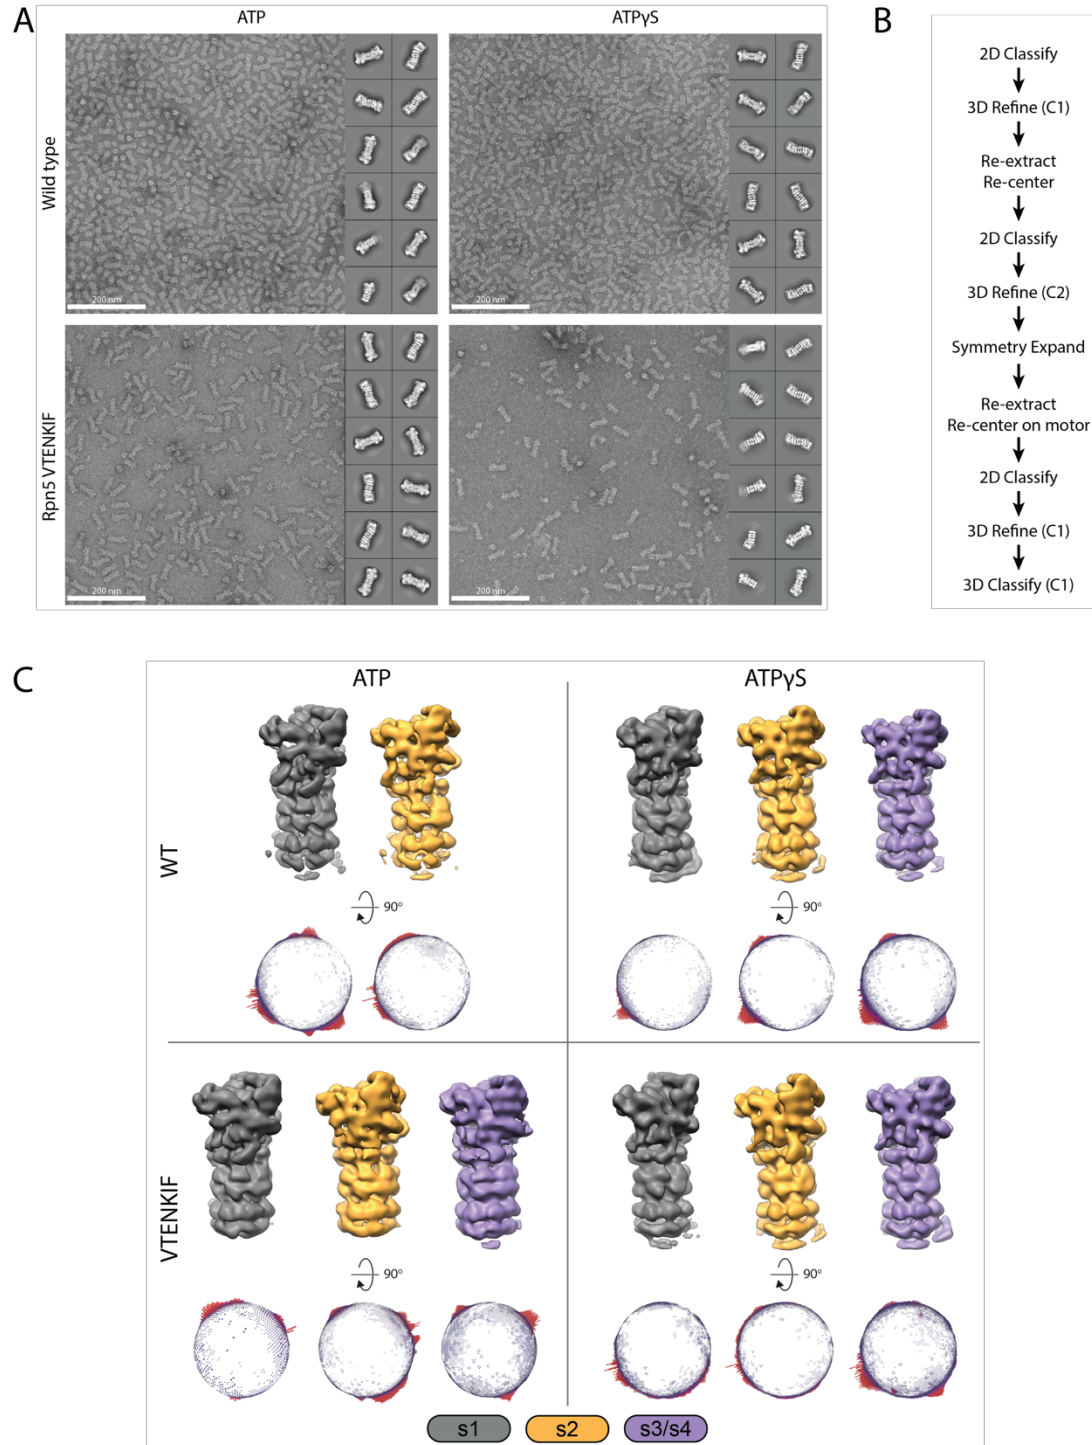 A
ATP
ATPγS
Wild type
200 nm
200 nm
Rpn5 VTENKIF
200 nm
200 nm
B
2D Classify
3D Refine (C1)
Re-extract
Re-center
2D Classify
3D Refine (C2)
Symmetry Expand
Re-extract
Re-center on motor
2D Classify
3D Refine (C1)
3D Classify (C1)
C
ATP
ATPγS
WT
90°
90°
VTENKIF
90°
90°
s1
s2
s3/s4